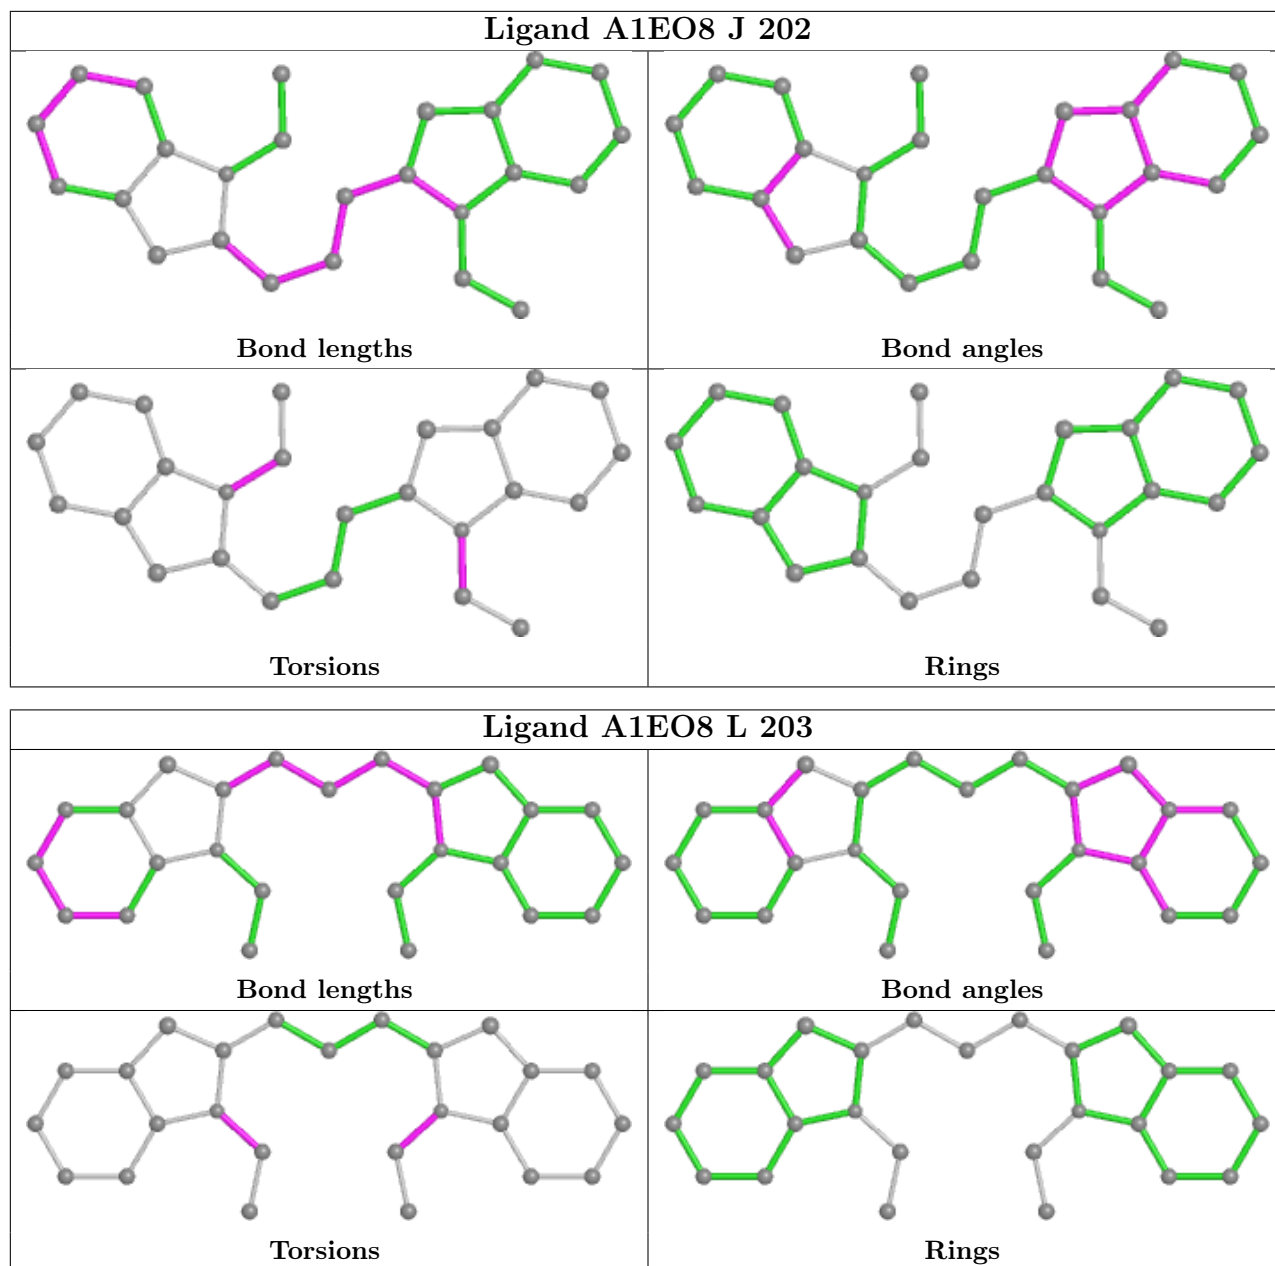 Ligand A1EO8 J 202
Bond lengths
Bond angles
Torsions
Rings
Ligand A1EO8 L 203
Bond lengths
Bond angles
Torsions
Rings